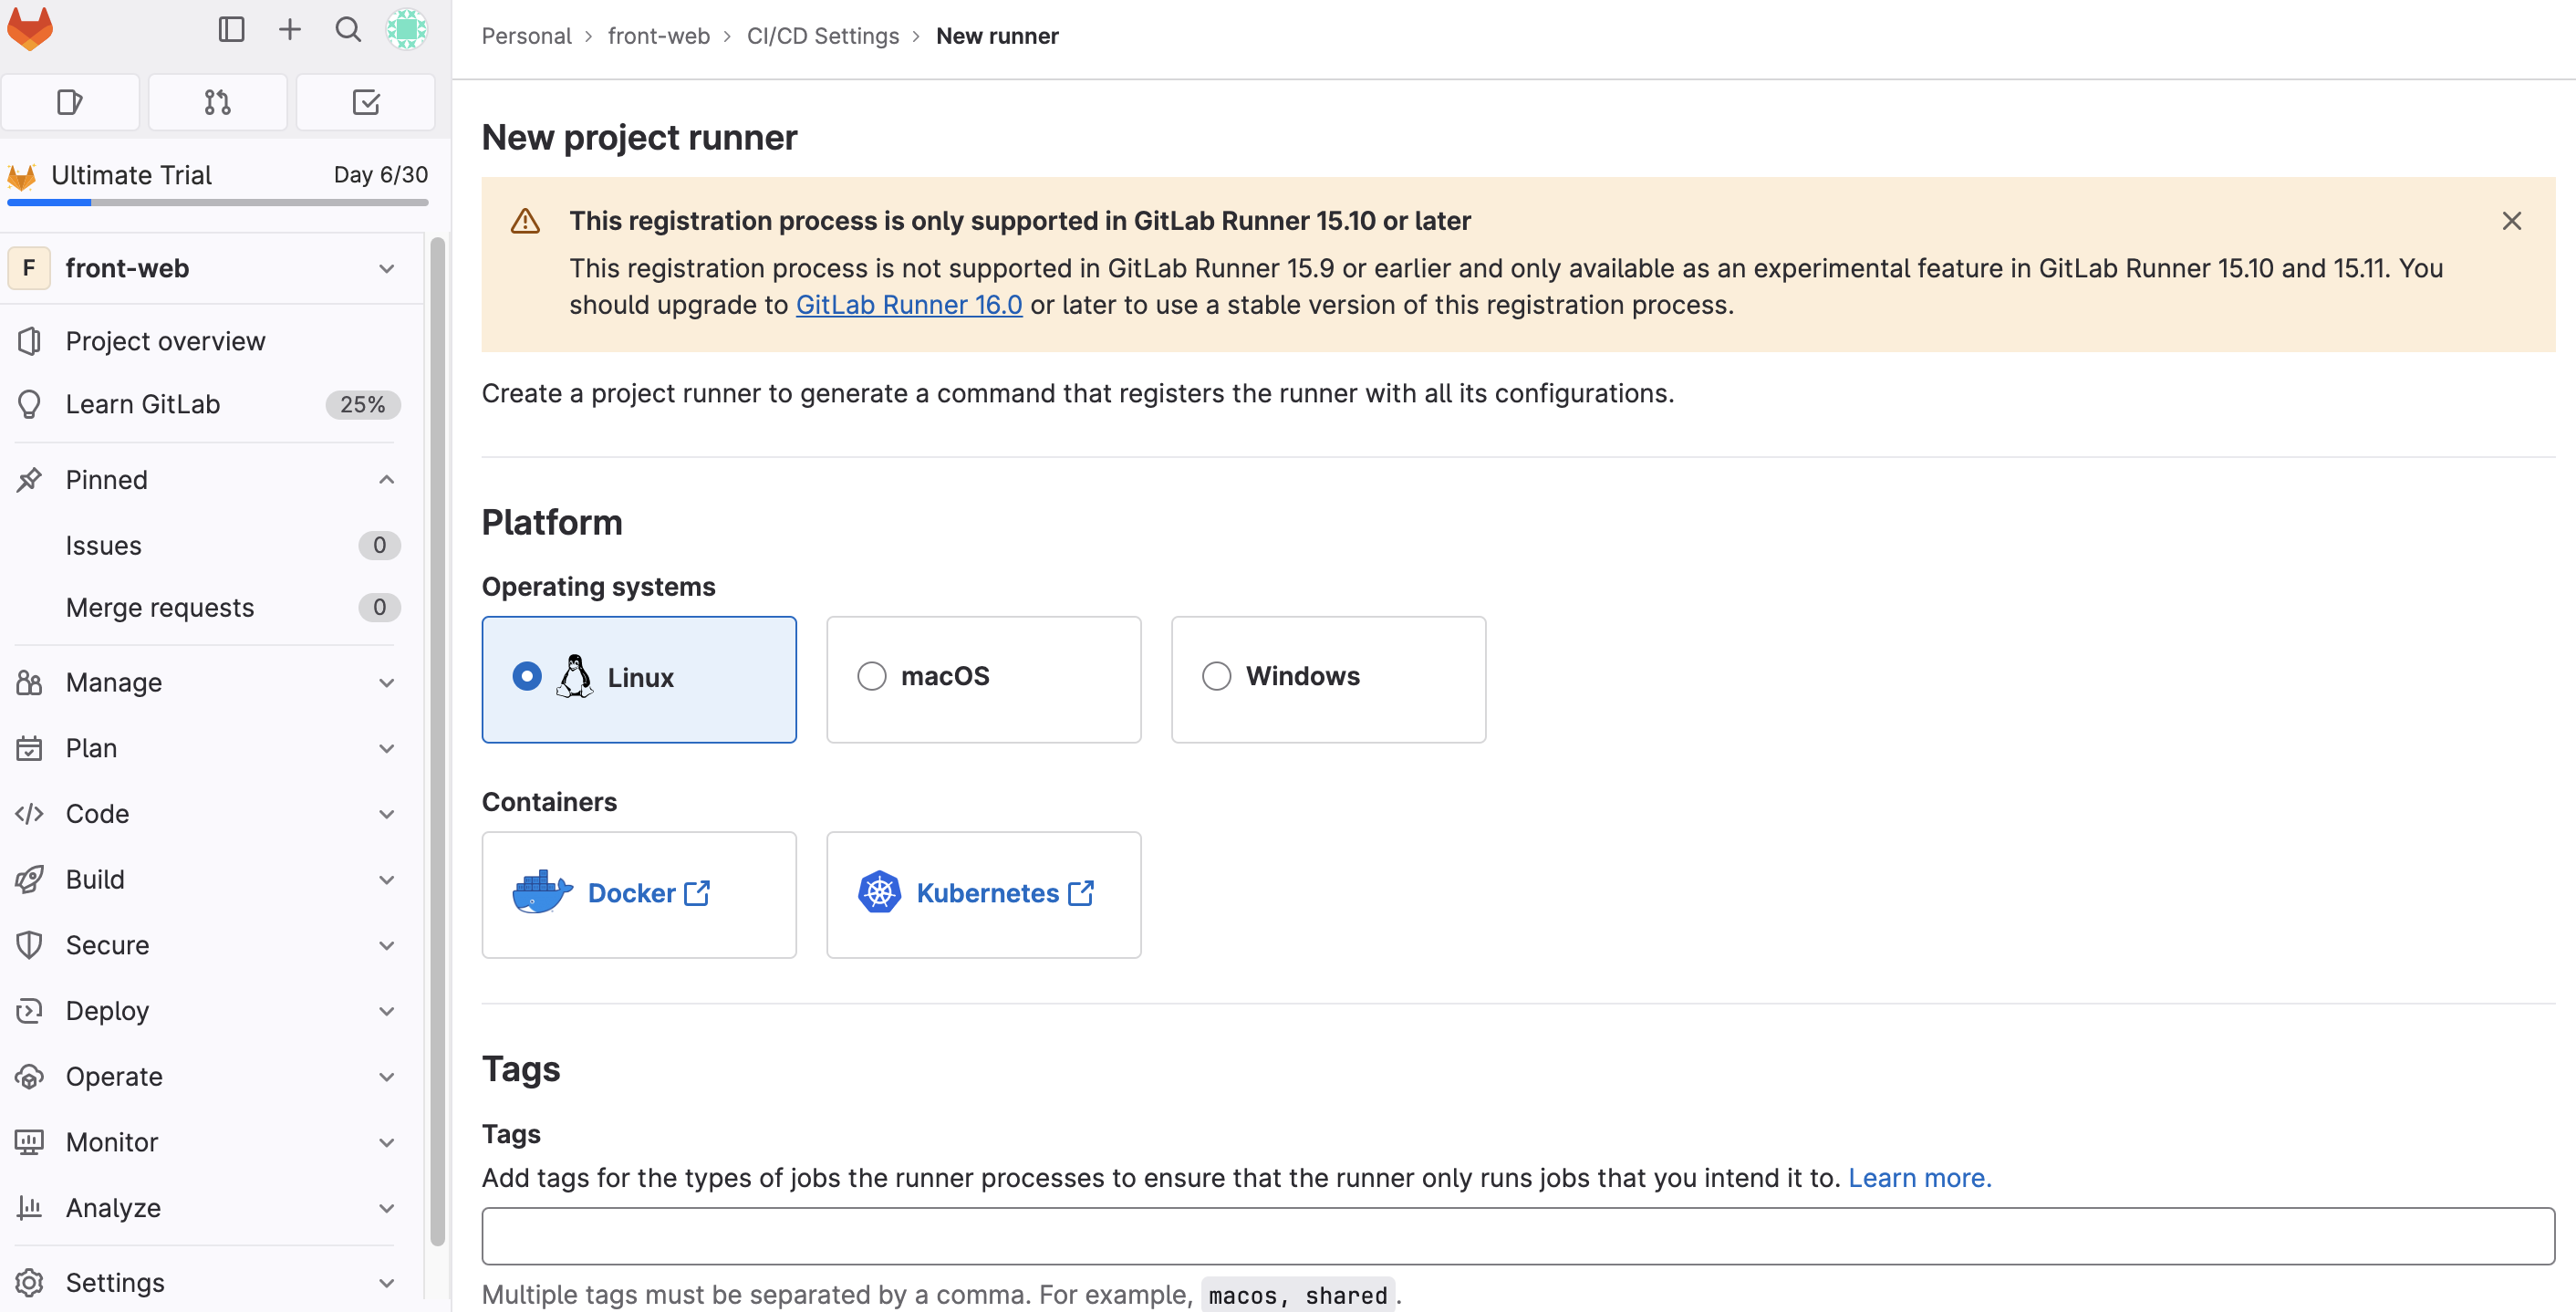 Ultimate Trial Day 6/30
F front-web
Project overview
Learn GitLab 25%
Pinned
Issues 0
Merge requests 0
Manage
Plan
Code
Build
Secure
Deploy
Operate
Monitor
Analyze
Settings
Personal › front-web › CI/CD Settings › New runner
New project runner
This registration process is only supported in GitLab Runner 15.10 or later
This registration process is not supported in GitLab Runner 15.9 or earlier and only available as an experimental feature in GitLab Runner 15.10 and 15.11. You
should upgrade to GitLab Runner 16.0 or later to use a stable version of this registration process.
Create a project runner to generate a command that registers the runner with all its configurations.
Platform
Operating systems
Linux macOS Windows
Containers
Docker Kubernetes
Tags
Tags
Add tags for the types of jobs the runner processes to ensure that the runner only runs jobs that you intend it to. Learn more.
Multiple tags must be separated by a comma. For example, macos, shared.